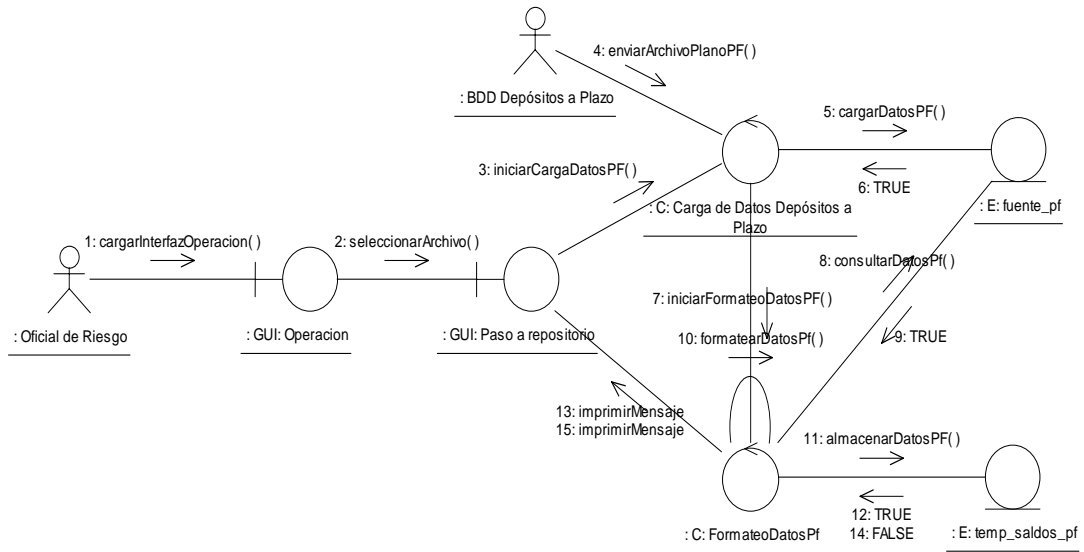 4: enviarArchivoPlanoPF( )
: BDD Depósitos a Plazo
5: cargarDatosPF( )
3: iniciarCargaDatosPF( )
6: TRUE
: C: Carga de Datos Depósitos a
Plazo
: E: fuente_pf
1: cargarInterfazOperacion( )
2: seleccionarArchivo( )
8: consultarDatosPf( )
7: iniciarFormateoDatosPF( )
: Oficial de Riesgo
: GUI: Operacion
: GUI: Paso a repositorio
10: formatearDatosPf( )
9: TRUE
13: imprimirMensaje
15: imprimirMensaje
11: almacenarDatosPF( )
12: TRUE
14: FALSE
: C: FormateoDatosPf
: E: temp_saldos_pf